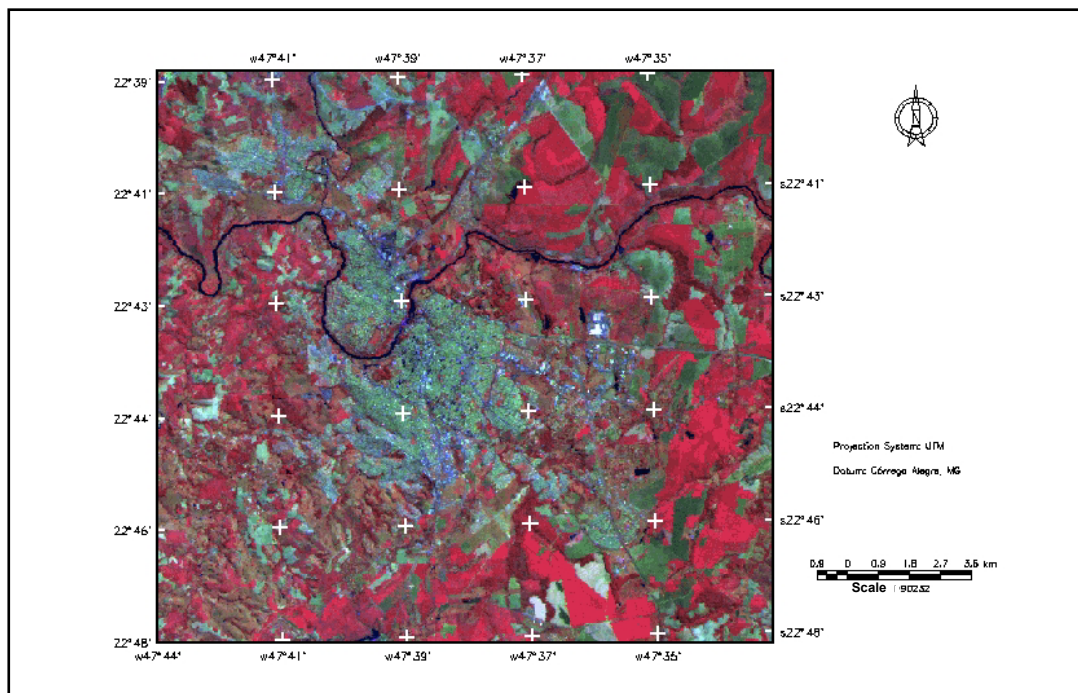 w47°41' w47°39' w47°37' w47°35'
22°39'
N
22°41' s22°41'
22°43' s22°43'
22°44' s22°44'
Projection System: UTM
Datum: Córrego Alegre, MG
22°46' s22°46'
0.9 0 0.9 1.8 2.7 3.6 km
Scale 1:90232
22°48' s22°48'
w47°44' w47°41' w47°39' w47°37' w47°35'